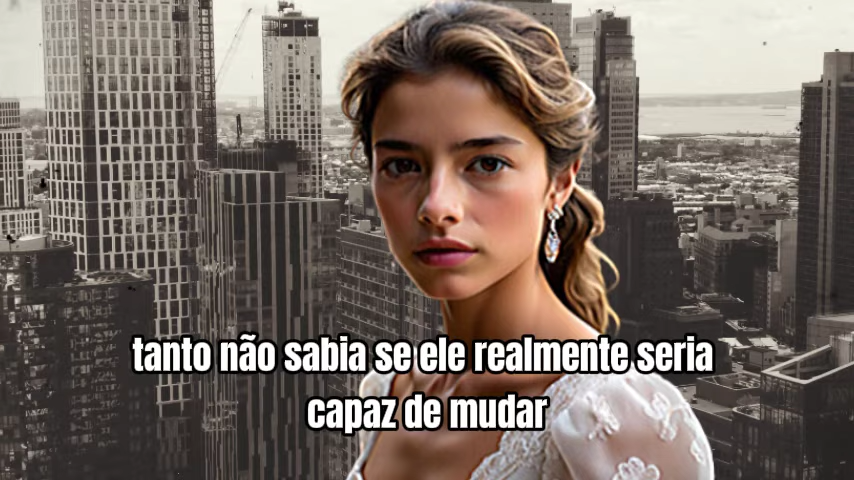 tanto não sabia se ele realmente seria
capaz de mudar